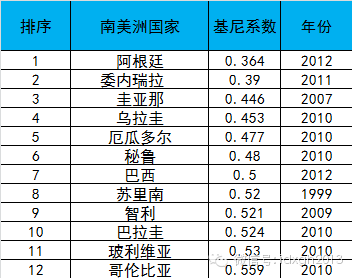 排序 南美洲国家 基尼系数 年份
1 阿根廷 0.364 2012
2 委内瑞拉 0.39 2011
3 圭亚那 0.446 2007
4 乌拉圭 0.453 2010
5 厄瓜多尔 0.477 2010
6 秘鲁 0.48 2010
7 巴西 0.5 2012
8 苏里南 0.52 1999
9 智利 0.521 2009
10 巴拉圭 0.524 2010
11 玻利维亚 0.53 2010
12 哥伦比亚 0.559 2010